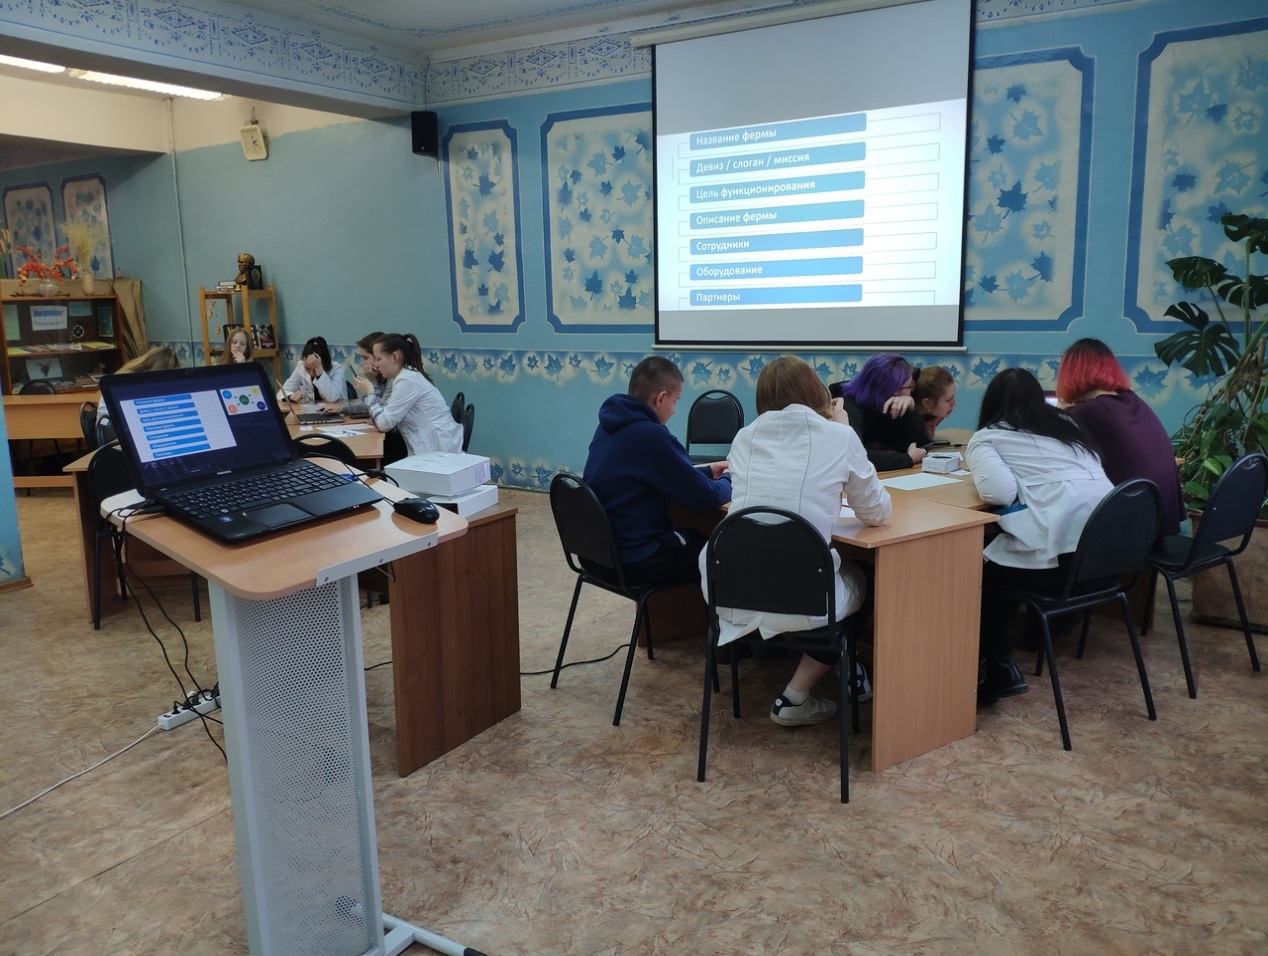 Название фермы
Девиз / слоган / миссия
Цель функционирования
Описание фермы
Сотрудники
Оборудование
Партнеры